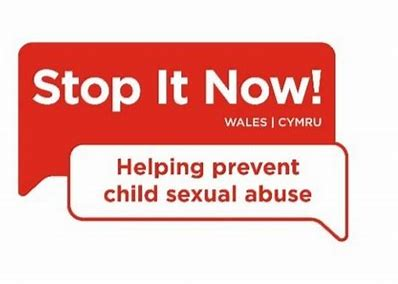 Stop It Now!
WALES | CYMRU
Helping prevent
child sexual abuse